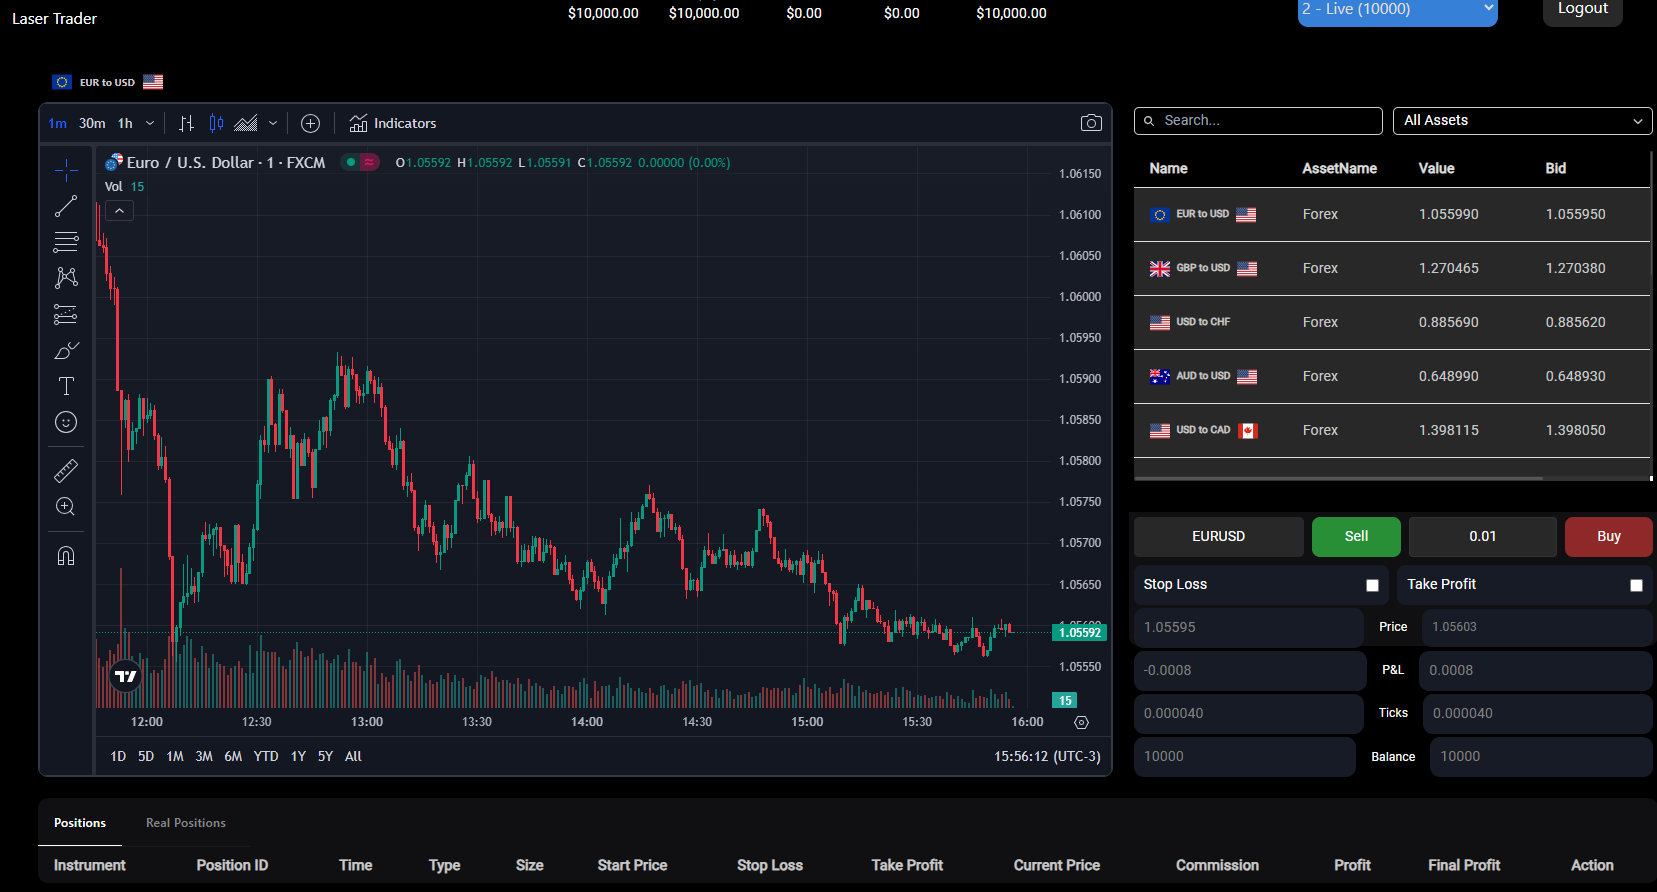 Laser Trader
$10,000.00 $10,000.00 $0.00 $0.00 $10,000.00
2 - Live (10000)
Logout
EUR to USD
1m 30m 1h Indicators
Euro / U.S. Dollar · 1 · FXCM O1.05592 H1.05592 L1.05591 C1.05592 0.00000 (0.00%)
Vol 15
1.06150
1.06100
1.06050
1.06000
1.05950
1.05900
1.05850
1.05800
1.05750
1.05700
1.05650
1.05592
1.05550
15
12:00 12:30 13:00 13:30 14:00 14:30 15:00 15:30 16:00
1D 5D 1M 3M 6M YTD 1Y 5Y All
15:56:12 (UTC-3)
Search...
All Assets
Name AssetName Value Bid
EUR to USD Forex 1.055990 1.055950
GBP to USD Forex 1.270465 1.270380
USD to CHF Forex 0.885690 0.885620
AUD to USD Forex 0.648990 0.648930
USD to CAD Forex 1.398115 1.398050
EURUSD Sell 0.01 Buy
Stop Loss Take Profit
1.05595 Price 1.05603
-0.0008 P&L 0.0008
0.000040 Ticks 0.000040
10000 Balance 10000
Positions Real Positions
Instrument Position ID Time Type Size Start Price Stop Loss Take Profit Current Price Commission Profit Final Profit Action